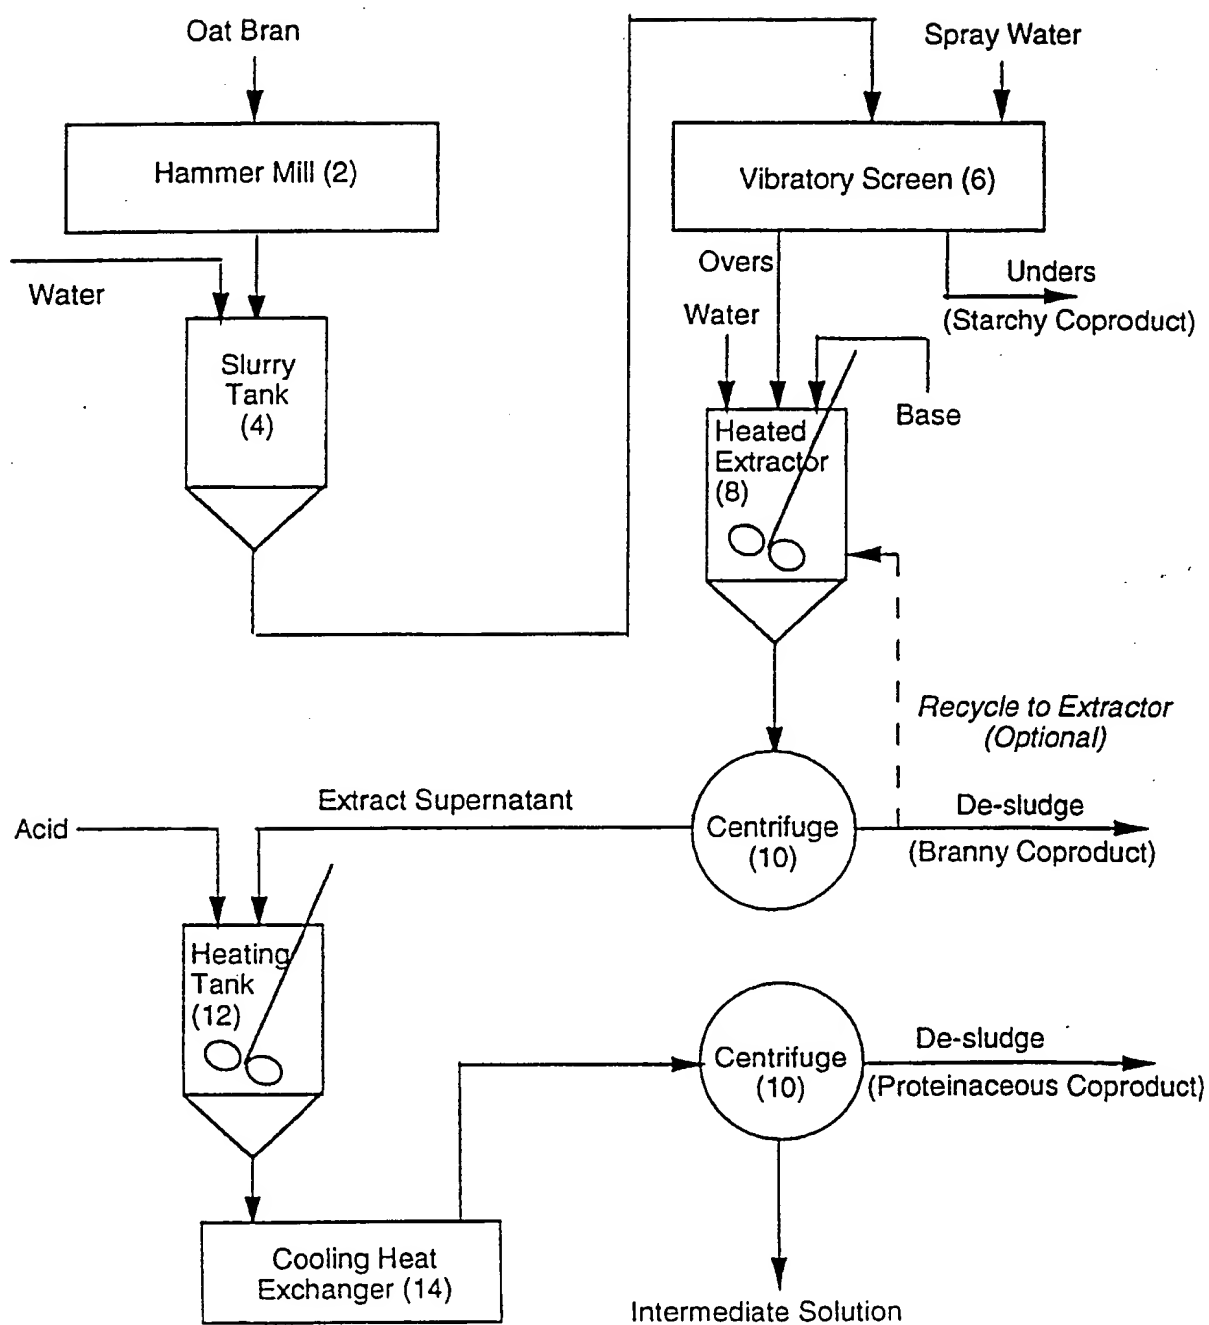 Oat Bran
Spray Water
Hammer Mill (2)
Vibratory Screen (6)
Water
Overs
Unders
(Starchy Coproduct)
Water
Slurry
Tank
(4)
Base
Heated
Extractor
(8)
Recycle to Extractor
(Optional)
Extract Supernatant
Acid
Centrifuge
(10)
De-sludge
(Branny Coproduct)
Heating
Tank
(12)
Centrifuge
(10)
De-sludge
(Proteinaceous Coproduct)
Cooling Heat
Exchanger (14)
Intermediate Solution